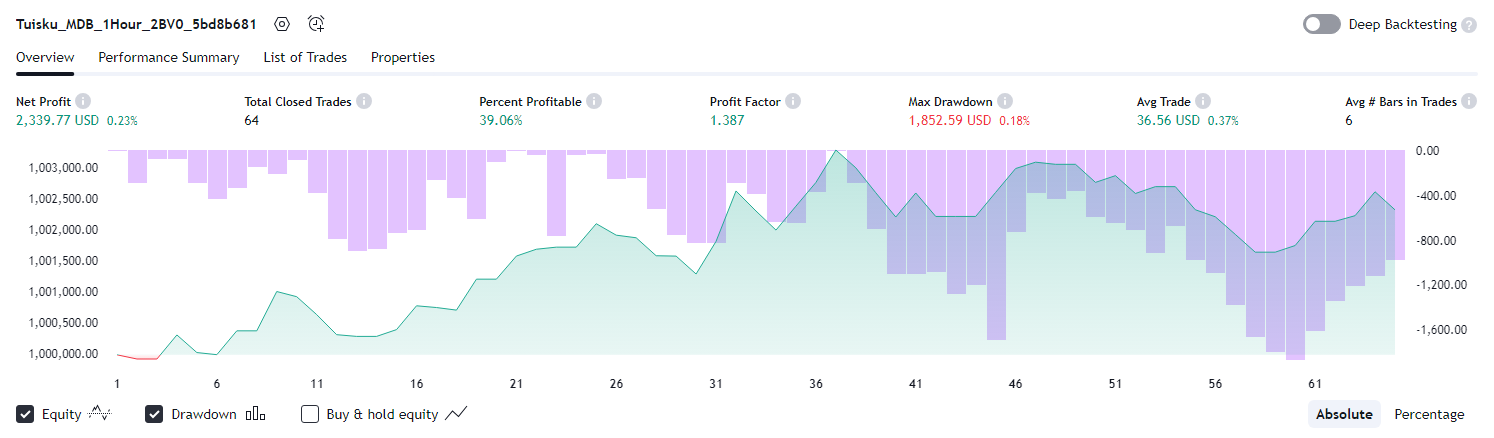 Tuisku_MDB_1Hour_2BV0_5bd8b681
Deep Backtesting ?
Overview Performance Summary List of Trades Properties
Net Profit Total Closed Trades Percent Profitable Profit Factor Max Drawdown Avg Trade Avg # Bars in Trades
2,339.77 USD 0.23% 64 39.06% 1.387 1,852.59 USD 0.18% 36.56 USD 0.37% 6
1,003,000.00
1,002,500.00
1,002,000.00
1,001,500.00
1,001,000.00
1,000,500.00
1,000,000.00
0.00
-400.00
-800.00
-1,200.00
-1,600.00
1 6 11 16 21 26 31 36 41 46 51 56 61
Equity Drawdown Buy & hold equity Absolute Percentage